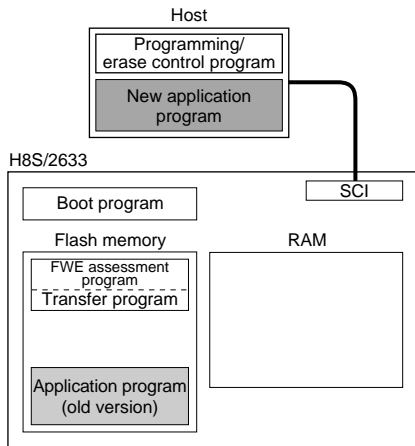 Host
Programming/
erase control program
New application
program
H8S/2633
SCI
Boot program
Flash memory
RAM
FWE assessment
program
Transfer program
Application program
(old version)